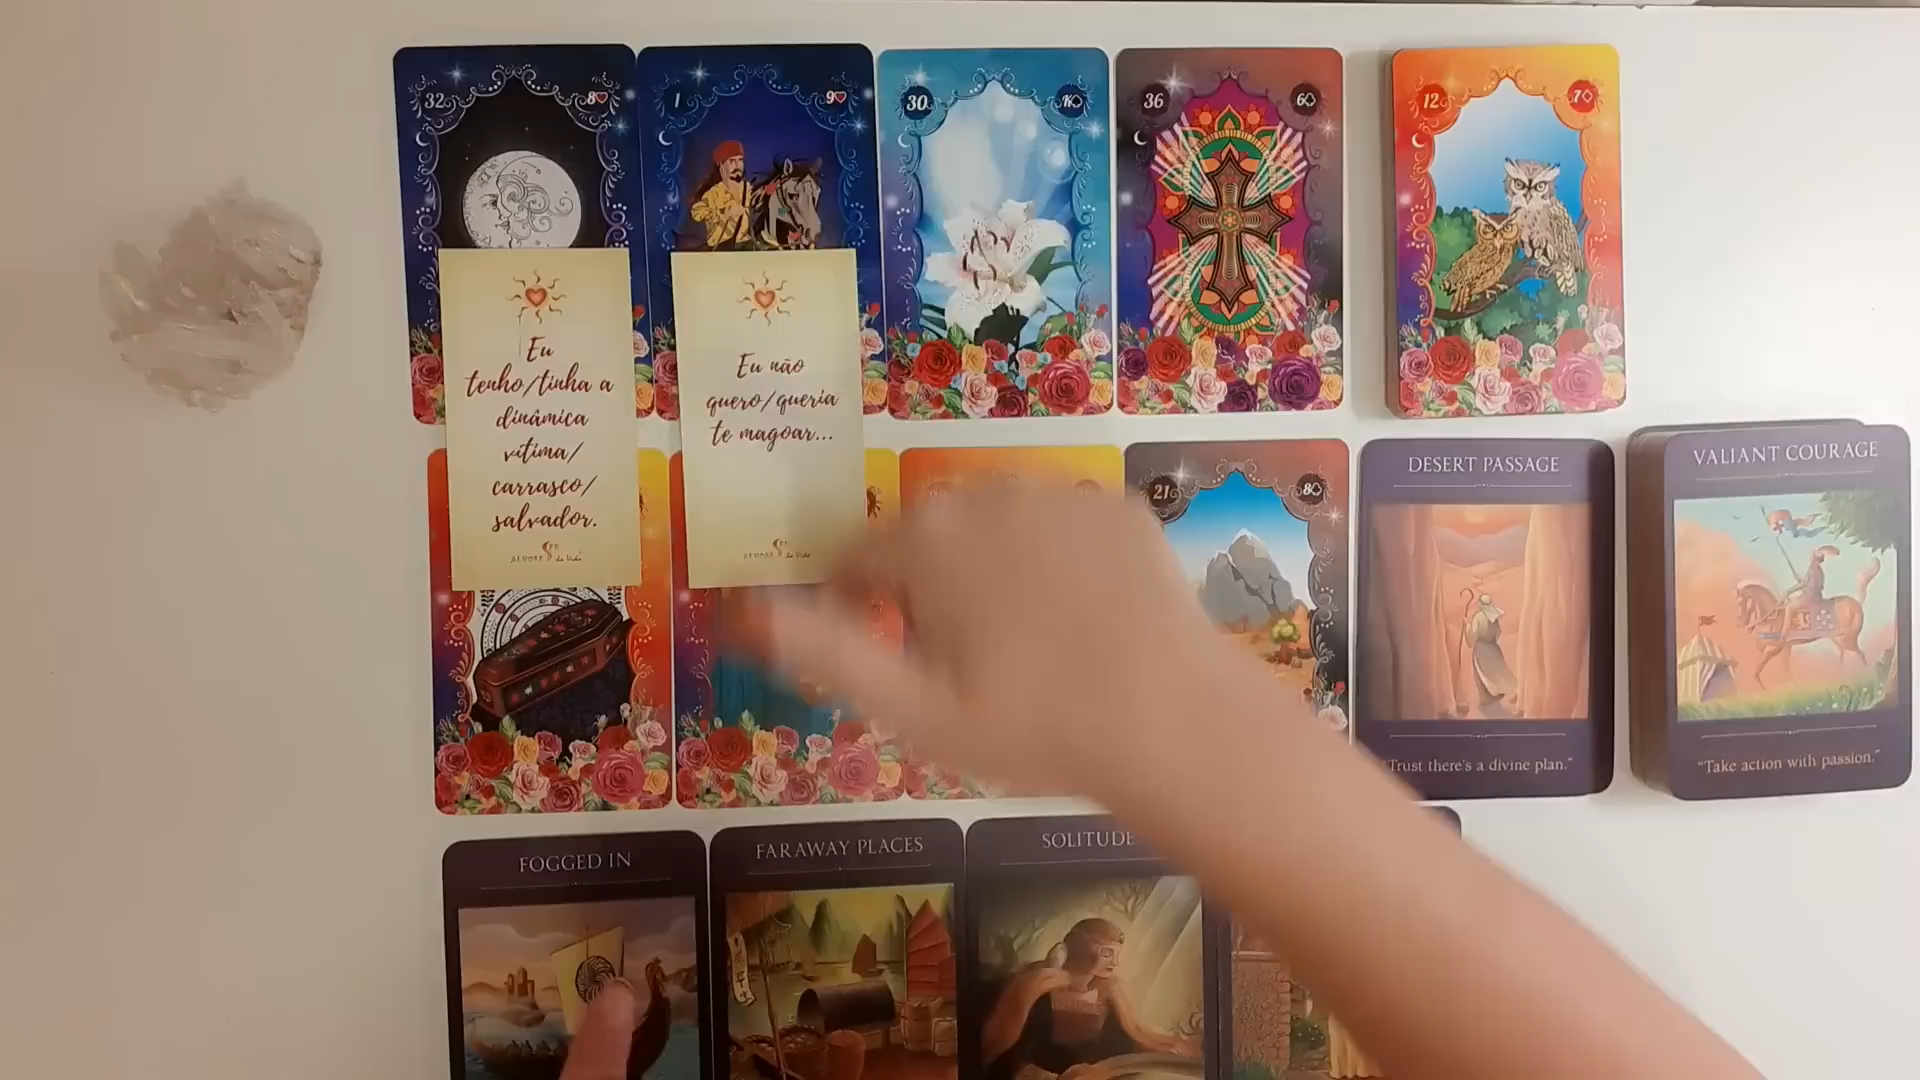 32 8
1 9
30 K
36 6
12 7
Eu
tenho/tinha a
dinâmica
vítima/
carrasco/
salvador.
Eu não
quero/queria
te magoar...
21 8
DESERT PASSAGE
"Trust there's a divine plan."
VALIANT COURAGE
"Take action with passion."
FOGGED IN
FARAWAY PLACES
SOLITUDE